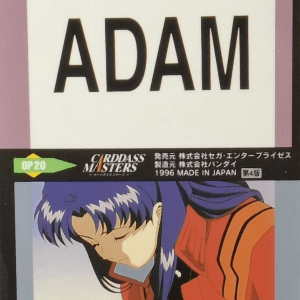 ADAM
OP 20
CARDDASS
MASTERS
カードダスマスターズ
発売元 株式会社セガ・エンタープライゼス
製造元 株式会社バンダイ
1996 MADE IN JAPAN 第4版